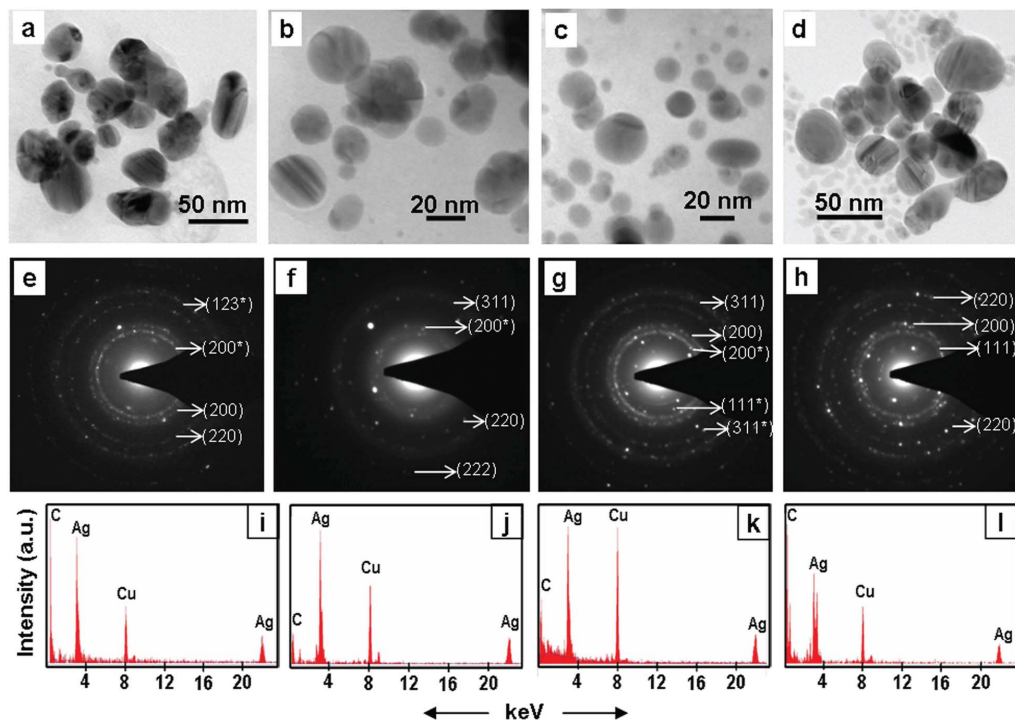 a
b
c
d
50 nm
20 nm
20 nm
50 nm
e
f
g
h
(123*)
(200*)
(200)
(220)
(311)
(200*)
(220)
(222)
(311)
(200)
(200*)
(111*)
(311*)
(220)
(200)
(111)
(220)
Intensity (a.u.)
i
C
Ag
Cu
Ag
4 8 12 16 20
j
Ag
Cu
C
Ag
4 8 12 16 20
k
Ag
Cu
C
Ag
4 8 12 16 20
l
C
Ag
Cu
Ag
4 8 12 16 20
keV